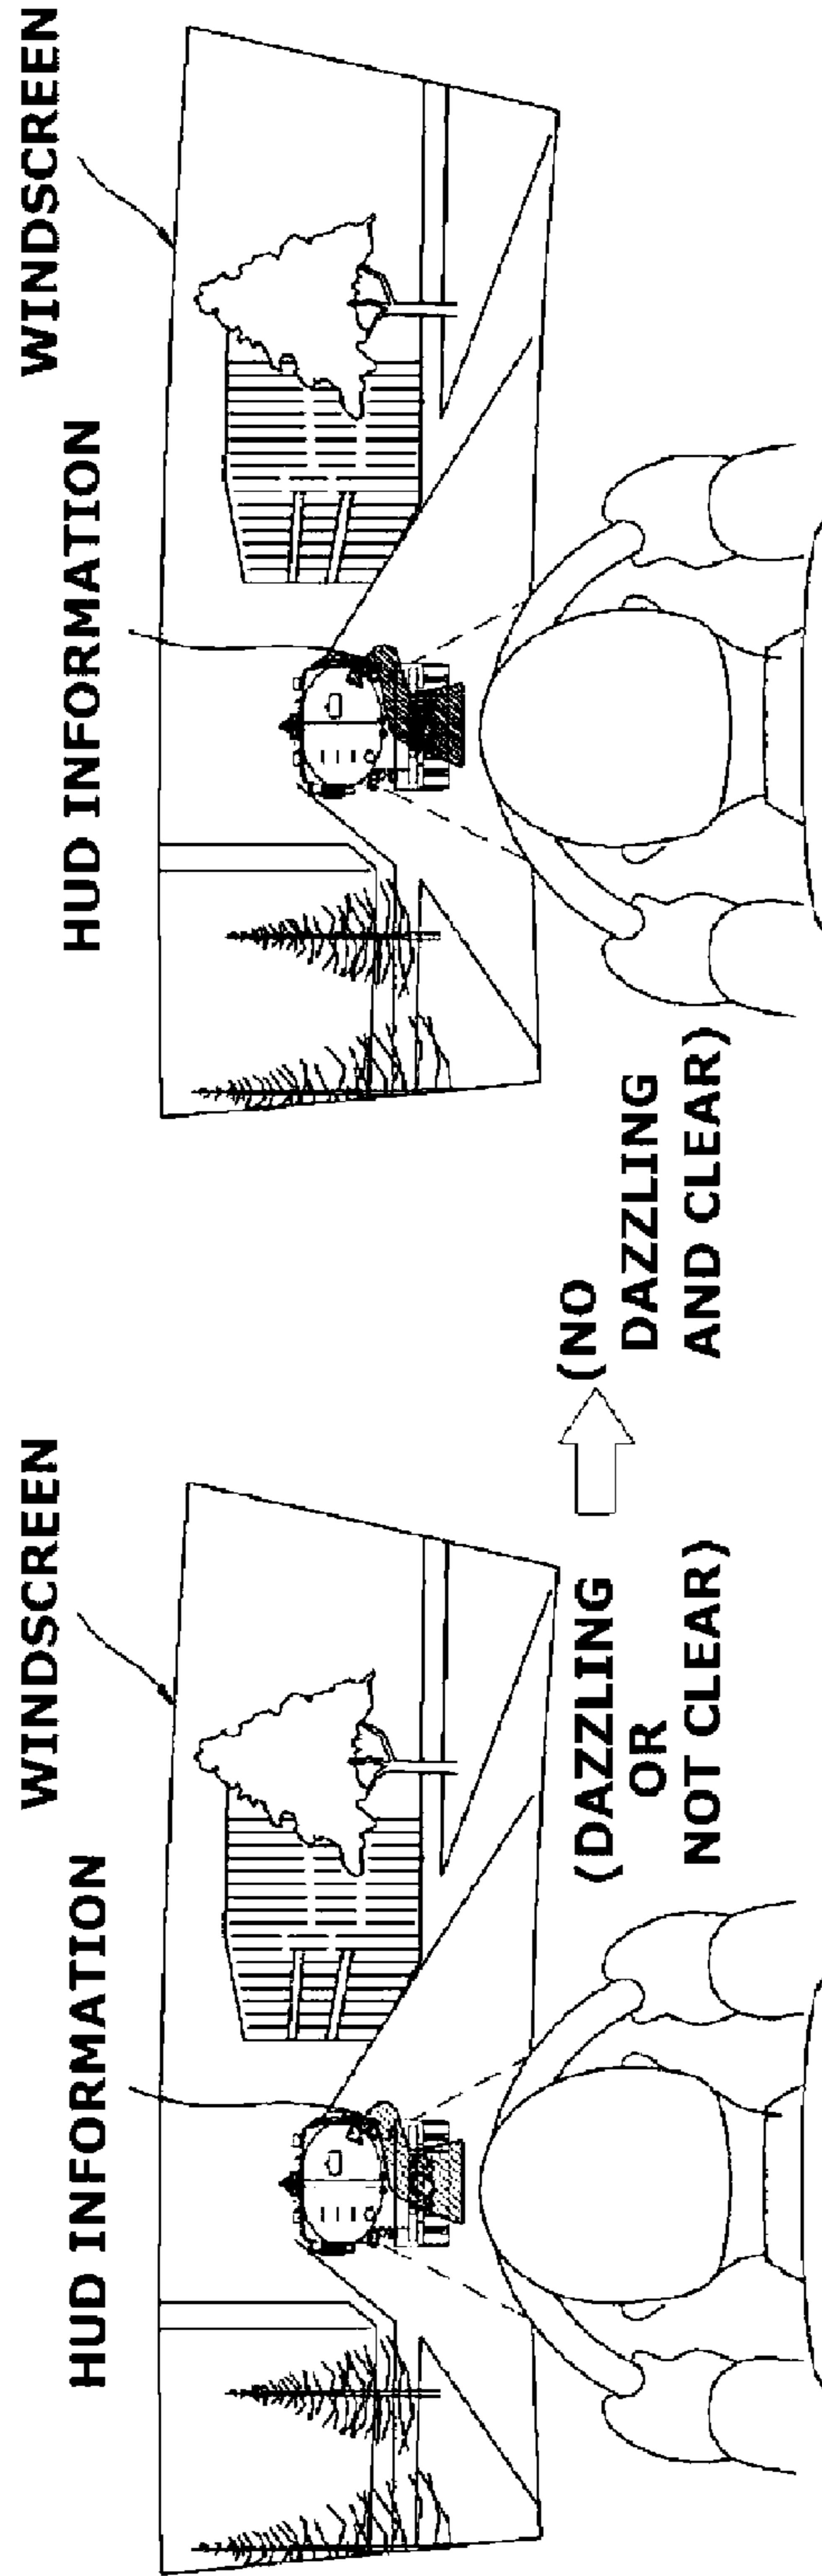 HUD INFORMATION
WINDSCREEN
(DAZZLING
OR
NOT CLEAR)
HUD INFORMATION
WINDSCREEN
(NO
DAZZLING
AND CLEAR)